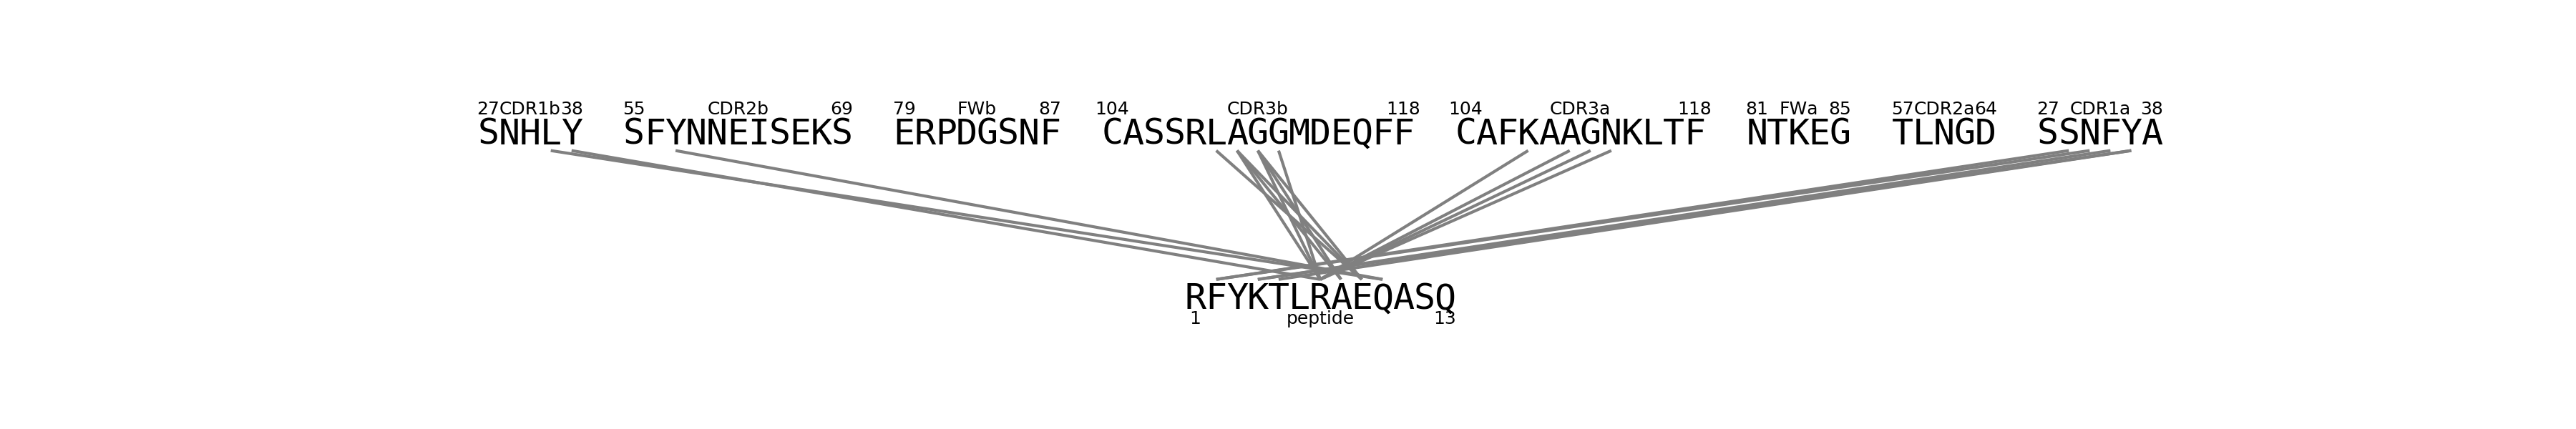 27CDR1b38 55 CDR2b 69 79 FWb 87 104 CDR3b 118 104 CDR3a 118 81 FWa 85 57CDR2a64 27 CDR1a 38
SNHLY SFYNNEISEKS ERPDGSNF CASSRLAGGMDEQFF CAFKAAGNKLTF NTKEG TLNGD SSNFYA
RFYKTLRAEQASQ
1 peptide 13